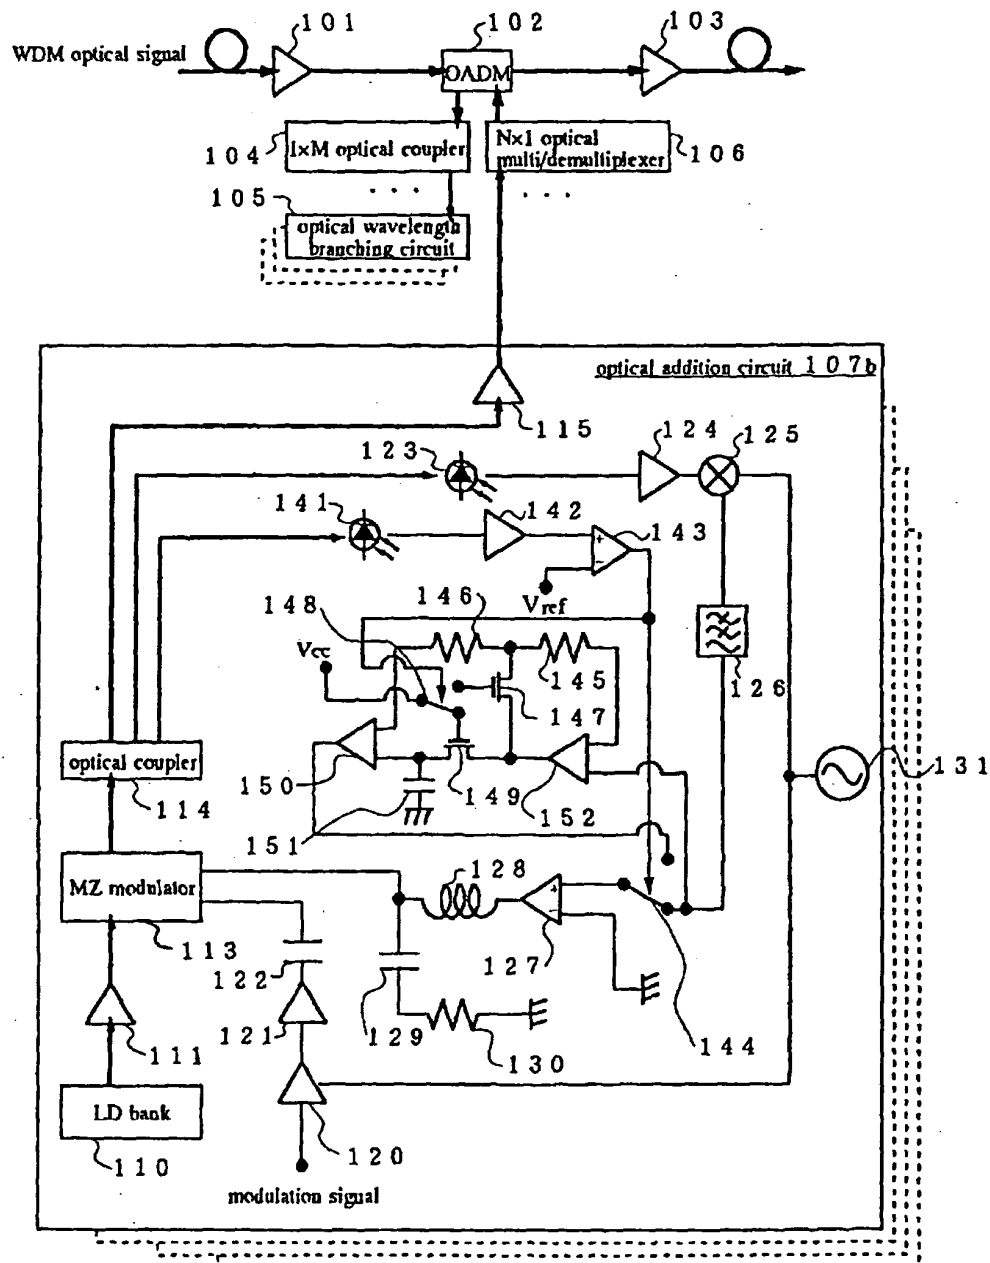 101
102
103
WDM optical signal
OADM
104
1×M optical coupler
N×1 optical
multi/demultiplexer
106
. . .
. . .
105
optical wavelength
branching circuit
optical addition circuit 107b
115
123
124
125
141
142
143
+
−
Vref
148
146
Vcc
145
147
126
optical coupler
114
150
149
152
151
131
MZ modulator
113
128
+
−
127
122
121
129
130
144
111
LD bank
110
120
modulation signal